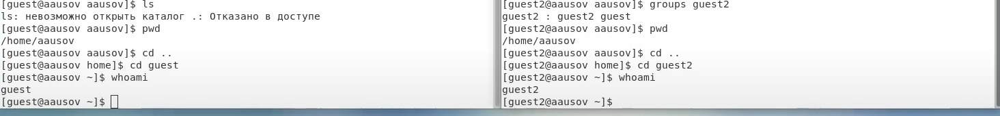 [guest@aausov aausov]$ ls
ls: невозможно открыть каталог .: Отказано в доступе
[guest@aausov aausov]$ pwd
/home/aausov
[guest@aausov aausov]$ cd ..
[guest@aausov home]$ cd guest
[guest@aausov ~]$ whoami
guest
[guest@aausov ~]$
[guest2@aausov aausov]$ groups guest2
guest2 : guest2 guest
[guest2@aausov aausov]$ pwd
/home/aausov
[guest2@aausov aausov]$ cd ..
[guest2@aausov home]$ cd guest2
[guest2@aausov ~]$ whoami
guest2
[guest2@aausov ~]$